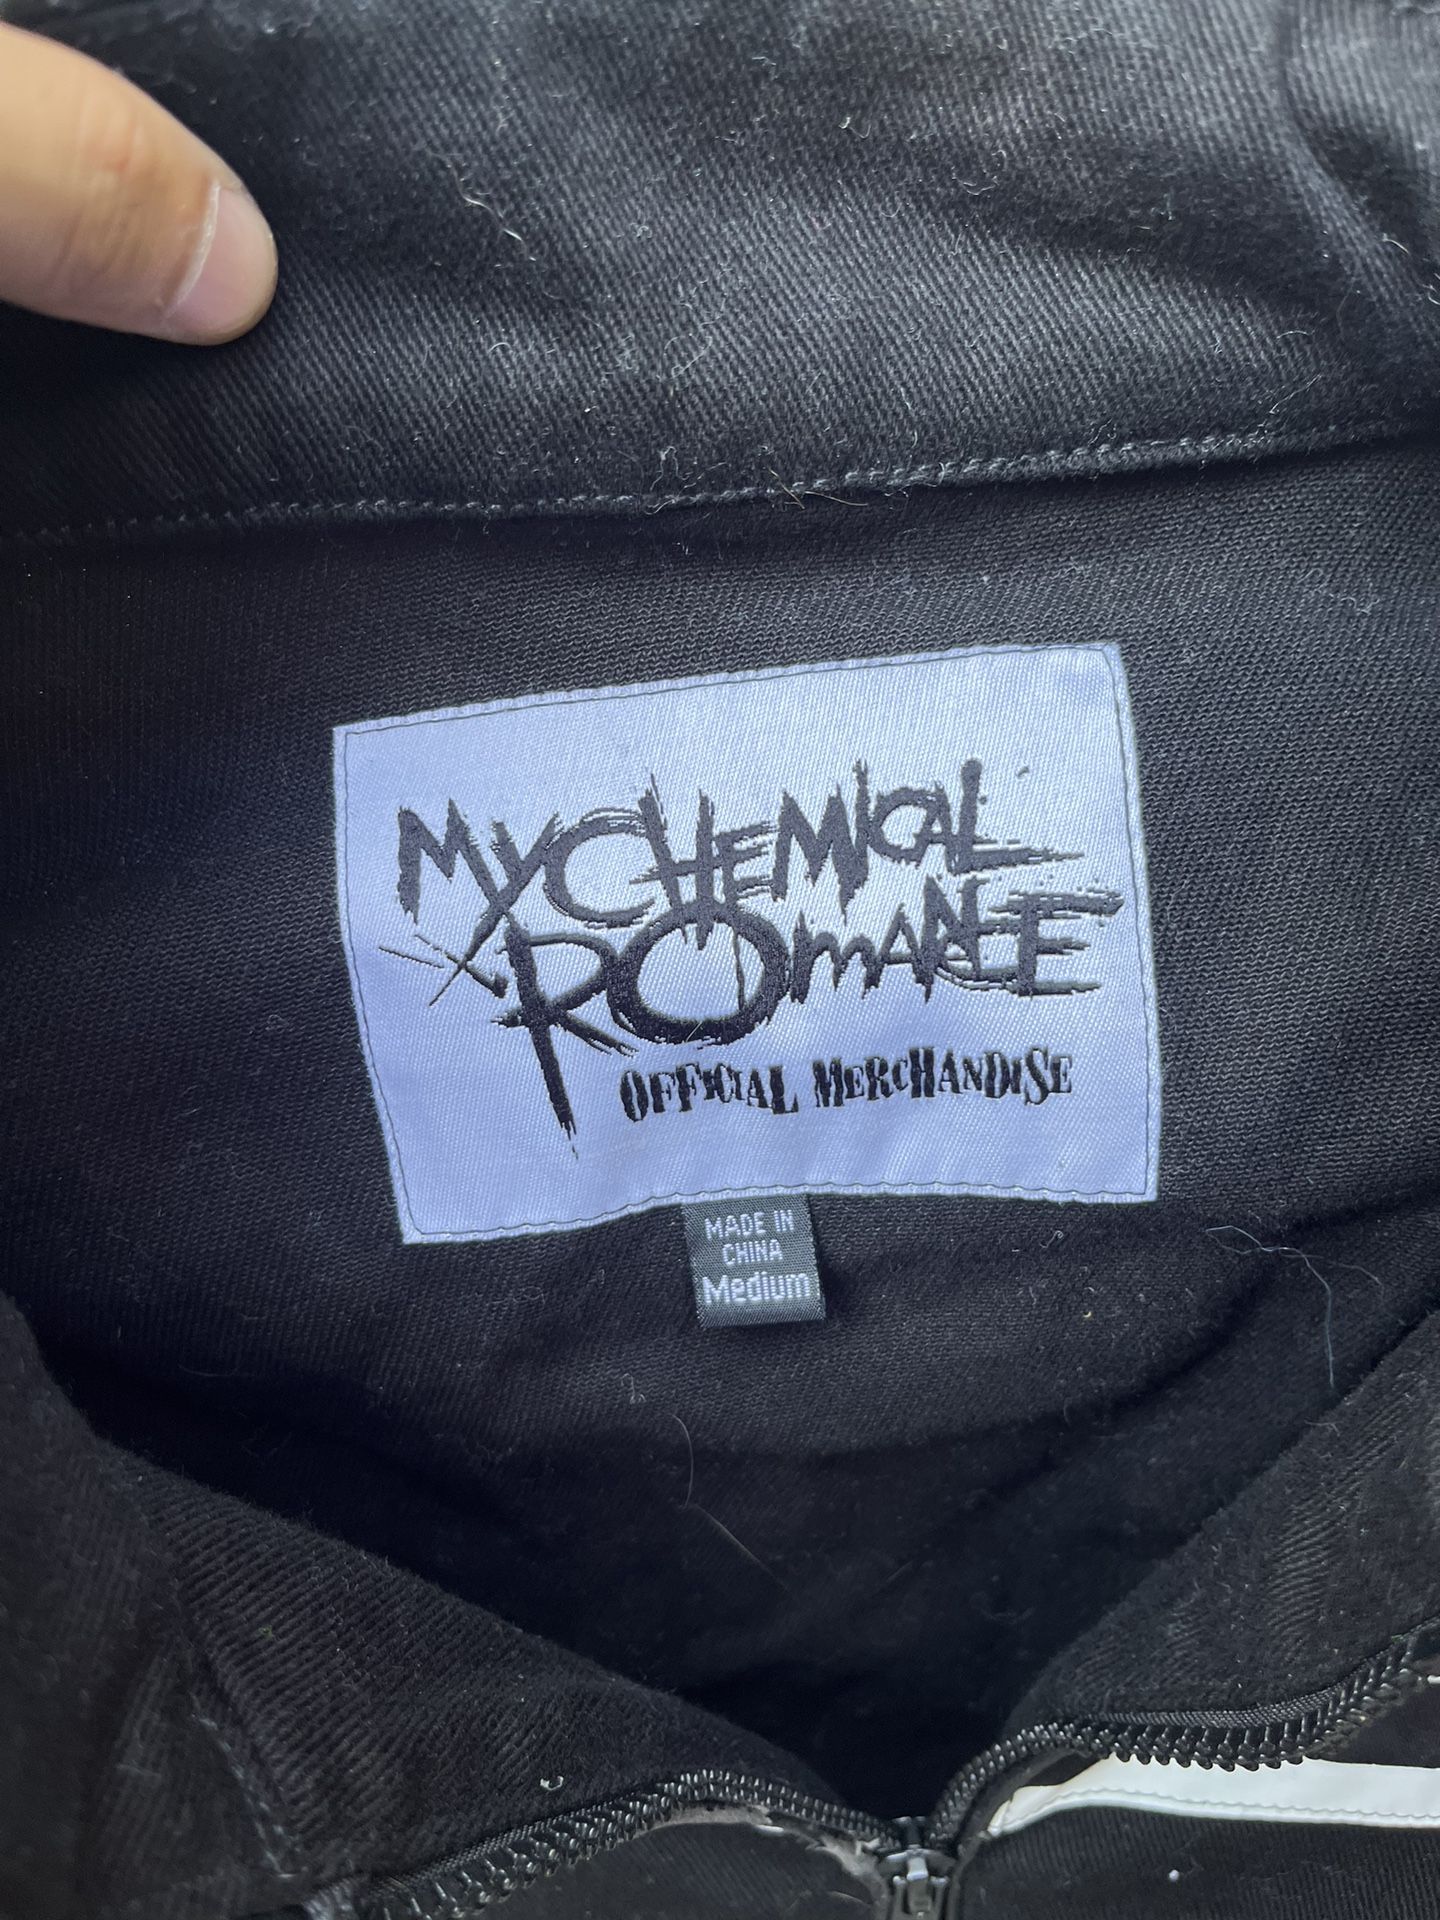 MY CHEMICAL
ROMANCE
OFFICIAL MERCHANDISE
MADE IN
CHINA
Medium